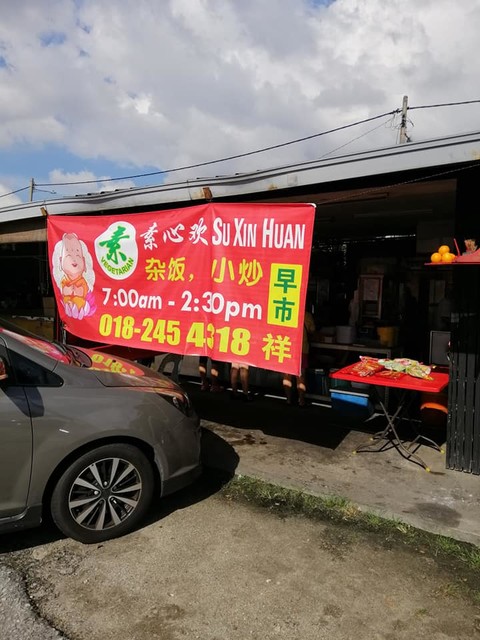 素
VEGETARIAN
素心欢 SU XIN HUAN
杂饭，小炒
早市
7:00am - 2:30pm
018-245 4318 祥